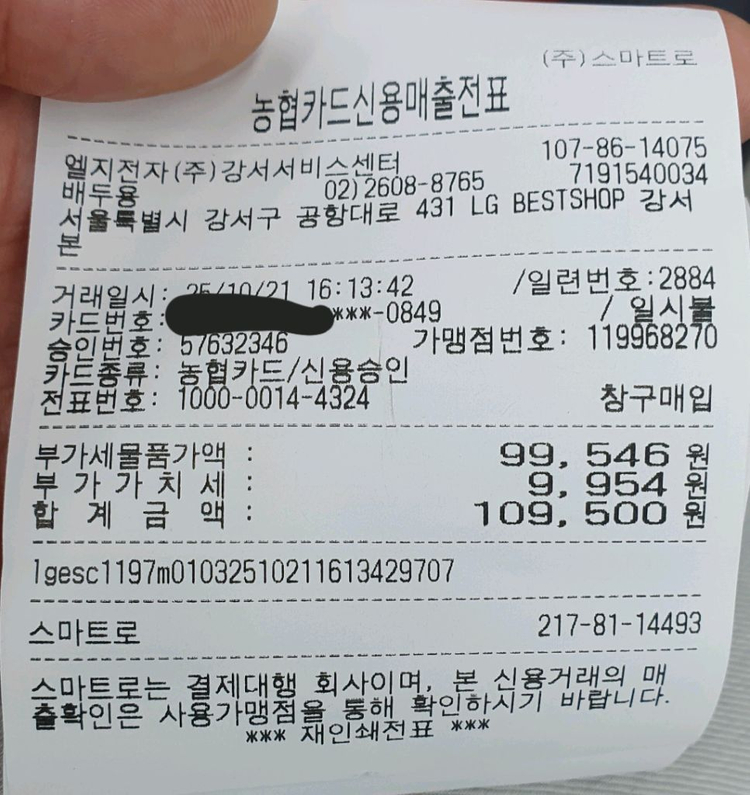 (주)스마트로
농협카드신용매출전표
엘지전자(주)강서서비스센터 107-86-14075
배두용 02)2608-8765 7191540034
서울특별시 강서구 공항대로 431 LG BESTSHOP 강서
본
거래일시: 25/10/21 16:13:42 /일련번호:2884
카드번호: ***-0849 / 일시불
승인번호: 57632346 가맹점번호: 119968270
카드종류: 농협카드/신용승인
전표번호: 1000-0014-4324 창구매입
부가세물품가액 : 99,546 원
부 가 가 치 세 : 9,954 원
합 계 금 액 : 109,500 원
lgesc1197m01032510211613429707
스마트로 217-81-14493
스마트로는 결제대행 회사이며, 본 신용거래의 매
출확인은 사용가맹점을 통해 확인하시기 바랍니다.
*** 재인쇄전표 ***